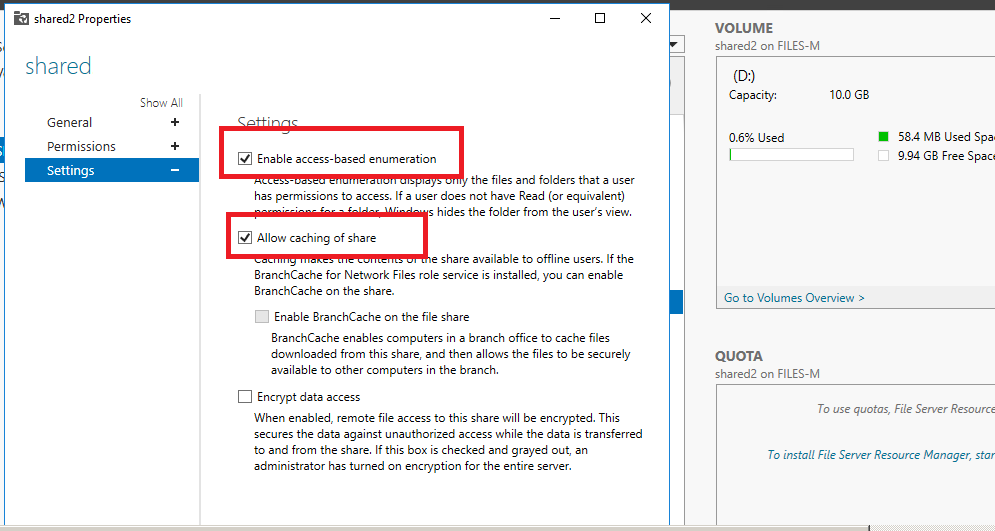 shared2 Properties
shared
Show All
General +
Permissions +
Settings −
Settings
Enable access-based enumeration
Access-based enumeration displays only the files and folders that a user
has permissions to access. If a user does not have Read (or equivalent)
permissions for a folder, Windows hides the folder from the user's view.
Allow caching of share
Caching makes the contents of the share available to offline users. If the
BranchCache for Network Files role service is installed, you can enable
BranchCache on the share.
Enable BranchCache on the file share
BranchCache enables computers in a branch office to cache files
downloaded from this share, and then allows the files to be securely
available to other computers in the branch.
Encrypt data access
When enabled, remote file access to this share will be encrypted. This
secures the data against unauthorized access while the data is transferred
to and from the share. If this box is checked and grayed out, an
administrator has turned on encryption for the entire server.
VOLUME
shared2 on FILES-M
(D:)
Capacity: 10.0 GB
0.6% Used
58.4 MB Used Spac
9.94 GB Free Space
Go to Volumes Overview >
QUOTA
shared2 on FILES-M
To use quotas, File Server Resource
To install File Server Resource Manager, star